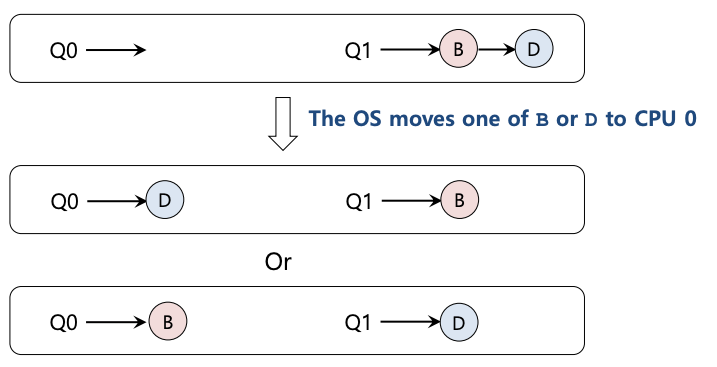 Q0 Q1 B D
The OS moves one of B or D to CPU 0
Q0 D Q1 B
Or
Q0 B Q1 D